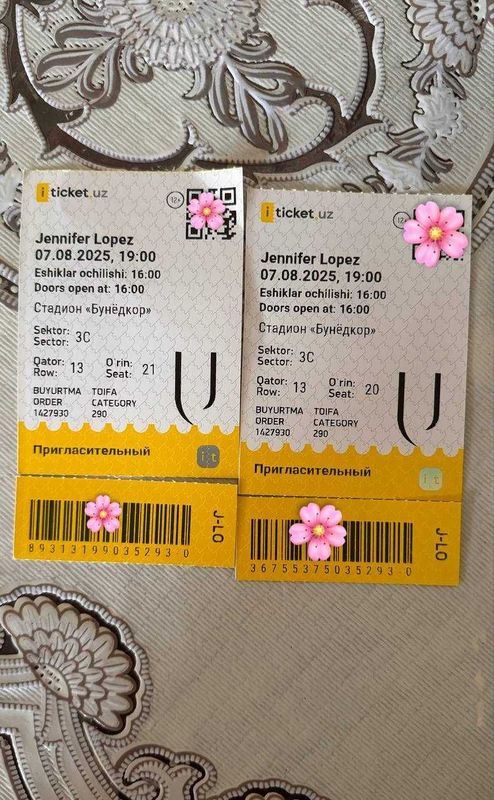 i ticket.uz
12+
Jennifer Lopez
07.08.2025, 19:00
Eshiklar ochilishi: 16:00
Doors open at: 16:00
Стадион «Бунёдкор»
Sektor:
Sector: 3C
Qator:
Row: 13
O'rin:
Seat: 21
BUYURTMA
ORDER
1427930
TOIFA
CATEGORY
290
Пригласительный
it
J-LO
89313199035293-0
i ticket.uz
Jennifer Lopez
07.08.2025, 19:00
Eshiklar ochilishi: 16:00
Doors open at: 16:00
Стадион «Бунёдкор»
Sektor:
Sector: 3C
Qator:
Row: 13
O'rin:
Seat: 20
BUYURTMA
ORDER
1427930
TOIFA
CATEGORY
290
Пригласительный
it
J-LO
36755375035293-0